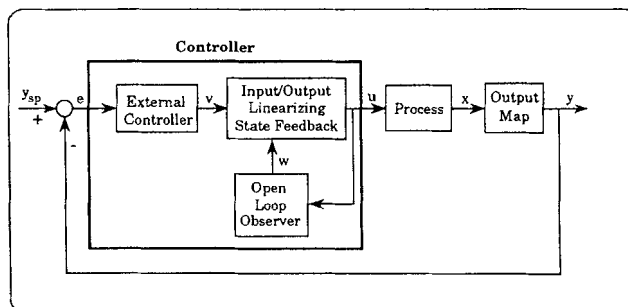 Controller
y_sp
+
-
e
External
Controller
v
Input/Output
Linearizing
State Feedback
u
Process
x
Output
Map
y
w
Open
Loop
Observer